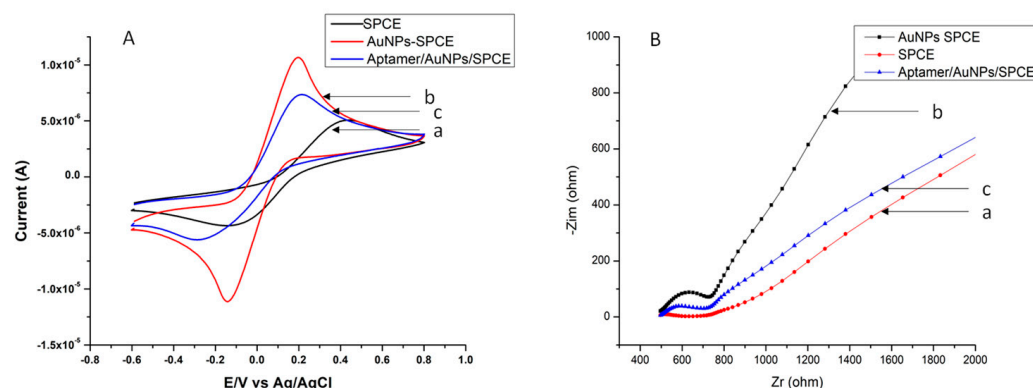 A
SPCE
AuNPs-SPCE
Aptamer/AuNPs/SPCE
1.0x10⁻⁵
5.0x10⁻⁶
0.0
-5.0x10⁻⁶
-1.0x10⁻⁵
-1.5x10⁻⁵
b
c
a
-0.8 -0.6 -0.4 -0.2 0.0 0.2 0.4 0.6 0.8 1.0
Current (A)
E/V vs Ag/AgCl
B
AuNPs SPCE
SPCE
Aptamer/AuNPs/SPCE
1000
800
600
400
200
0
b
c
a
400 600 800 1000 1200 1400 1600 1800 2000
-Zim (ohm)
Zr (ohm)